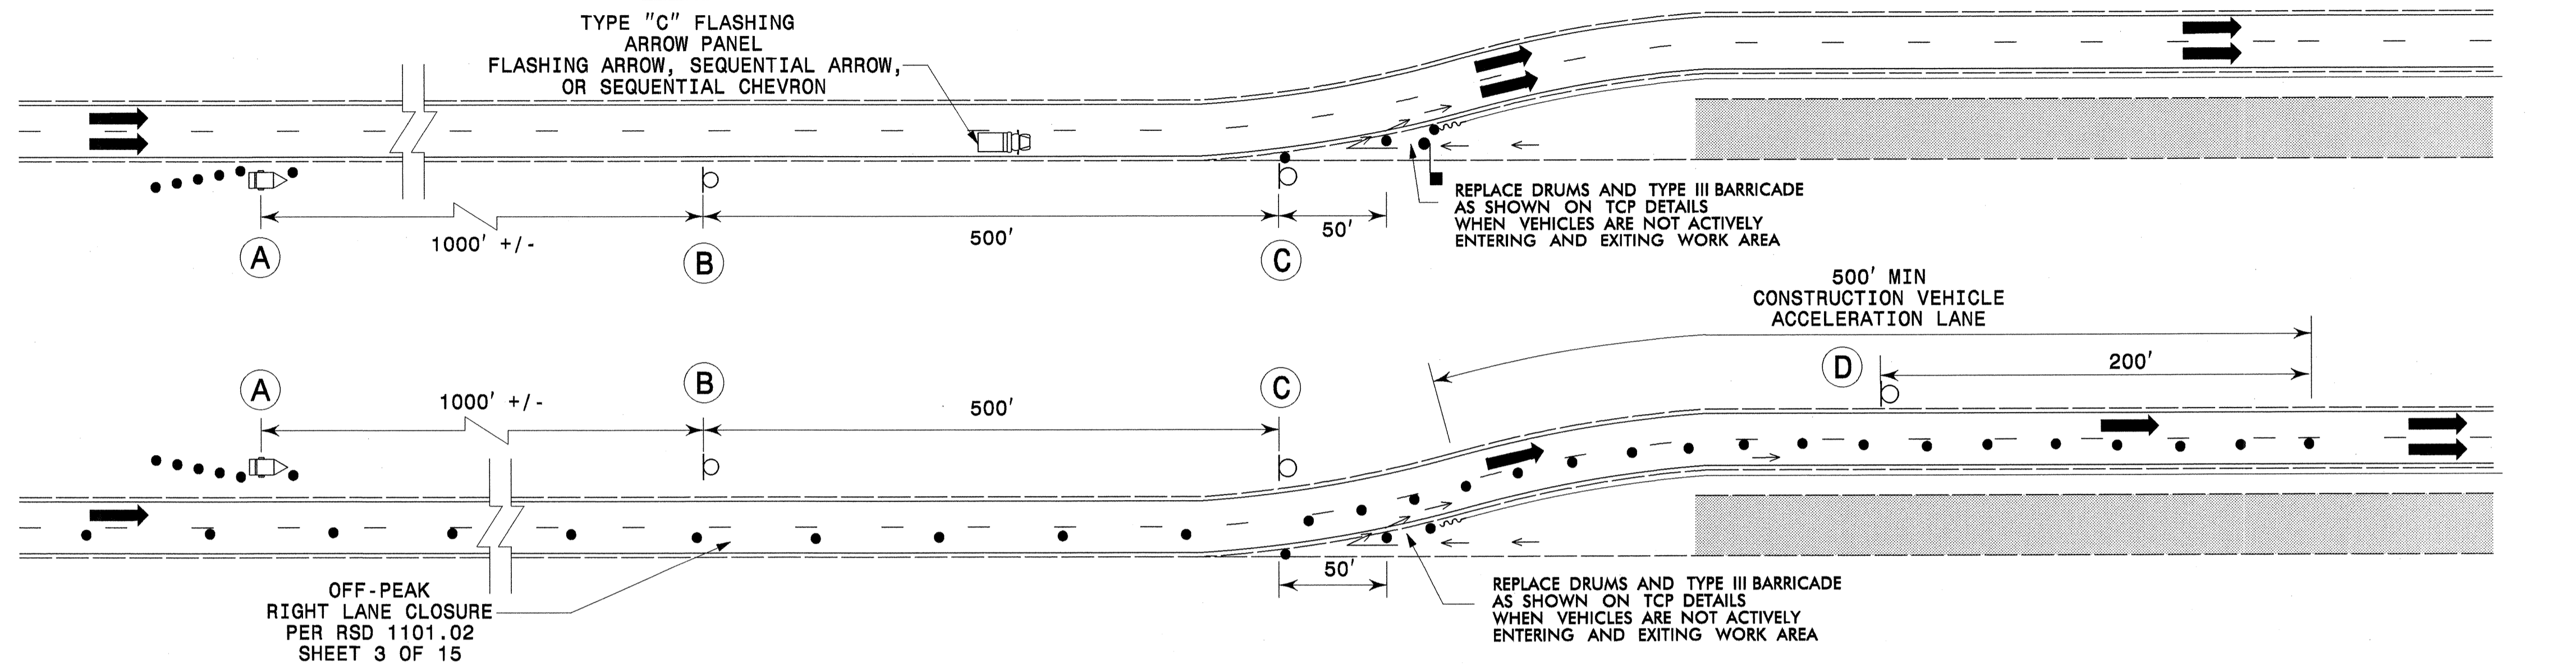 TYPE "C" FLASHING
ARROW PANEL
FLASHING ARROW, SEQUENTIAL ARROW,
OR SEQUENTIAL CHEVRON
1000' +/-
500'
50'
A
B
C
REPLACE DRUMS AND TYPE III BARRICADE
AS SHOWN ON TCP DETAILS
WHEN VEHICLES ARE NOT ACTIVELY
ENTERING AND EXITING WORK AREA
500' MIN
CONSTRUCTION VEHICLE
ACCELERATION LANE
A
B
C
D
200'
1000' +/-
500'
50'
OFF-PEAK
RIGHT LANE CLOSURE
PER RSD 1101.02
SHEET 3 OF 15
REPLACE DRUMS AND TYPE III BARRICADE
AS SHOWN ON TCP DETAILS
WHEN VEHICLES ARE NOT ACTIVELY
ENTERING AND EXITING WORK AREA